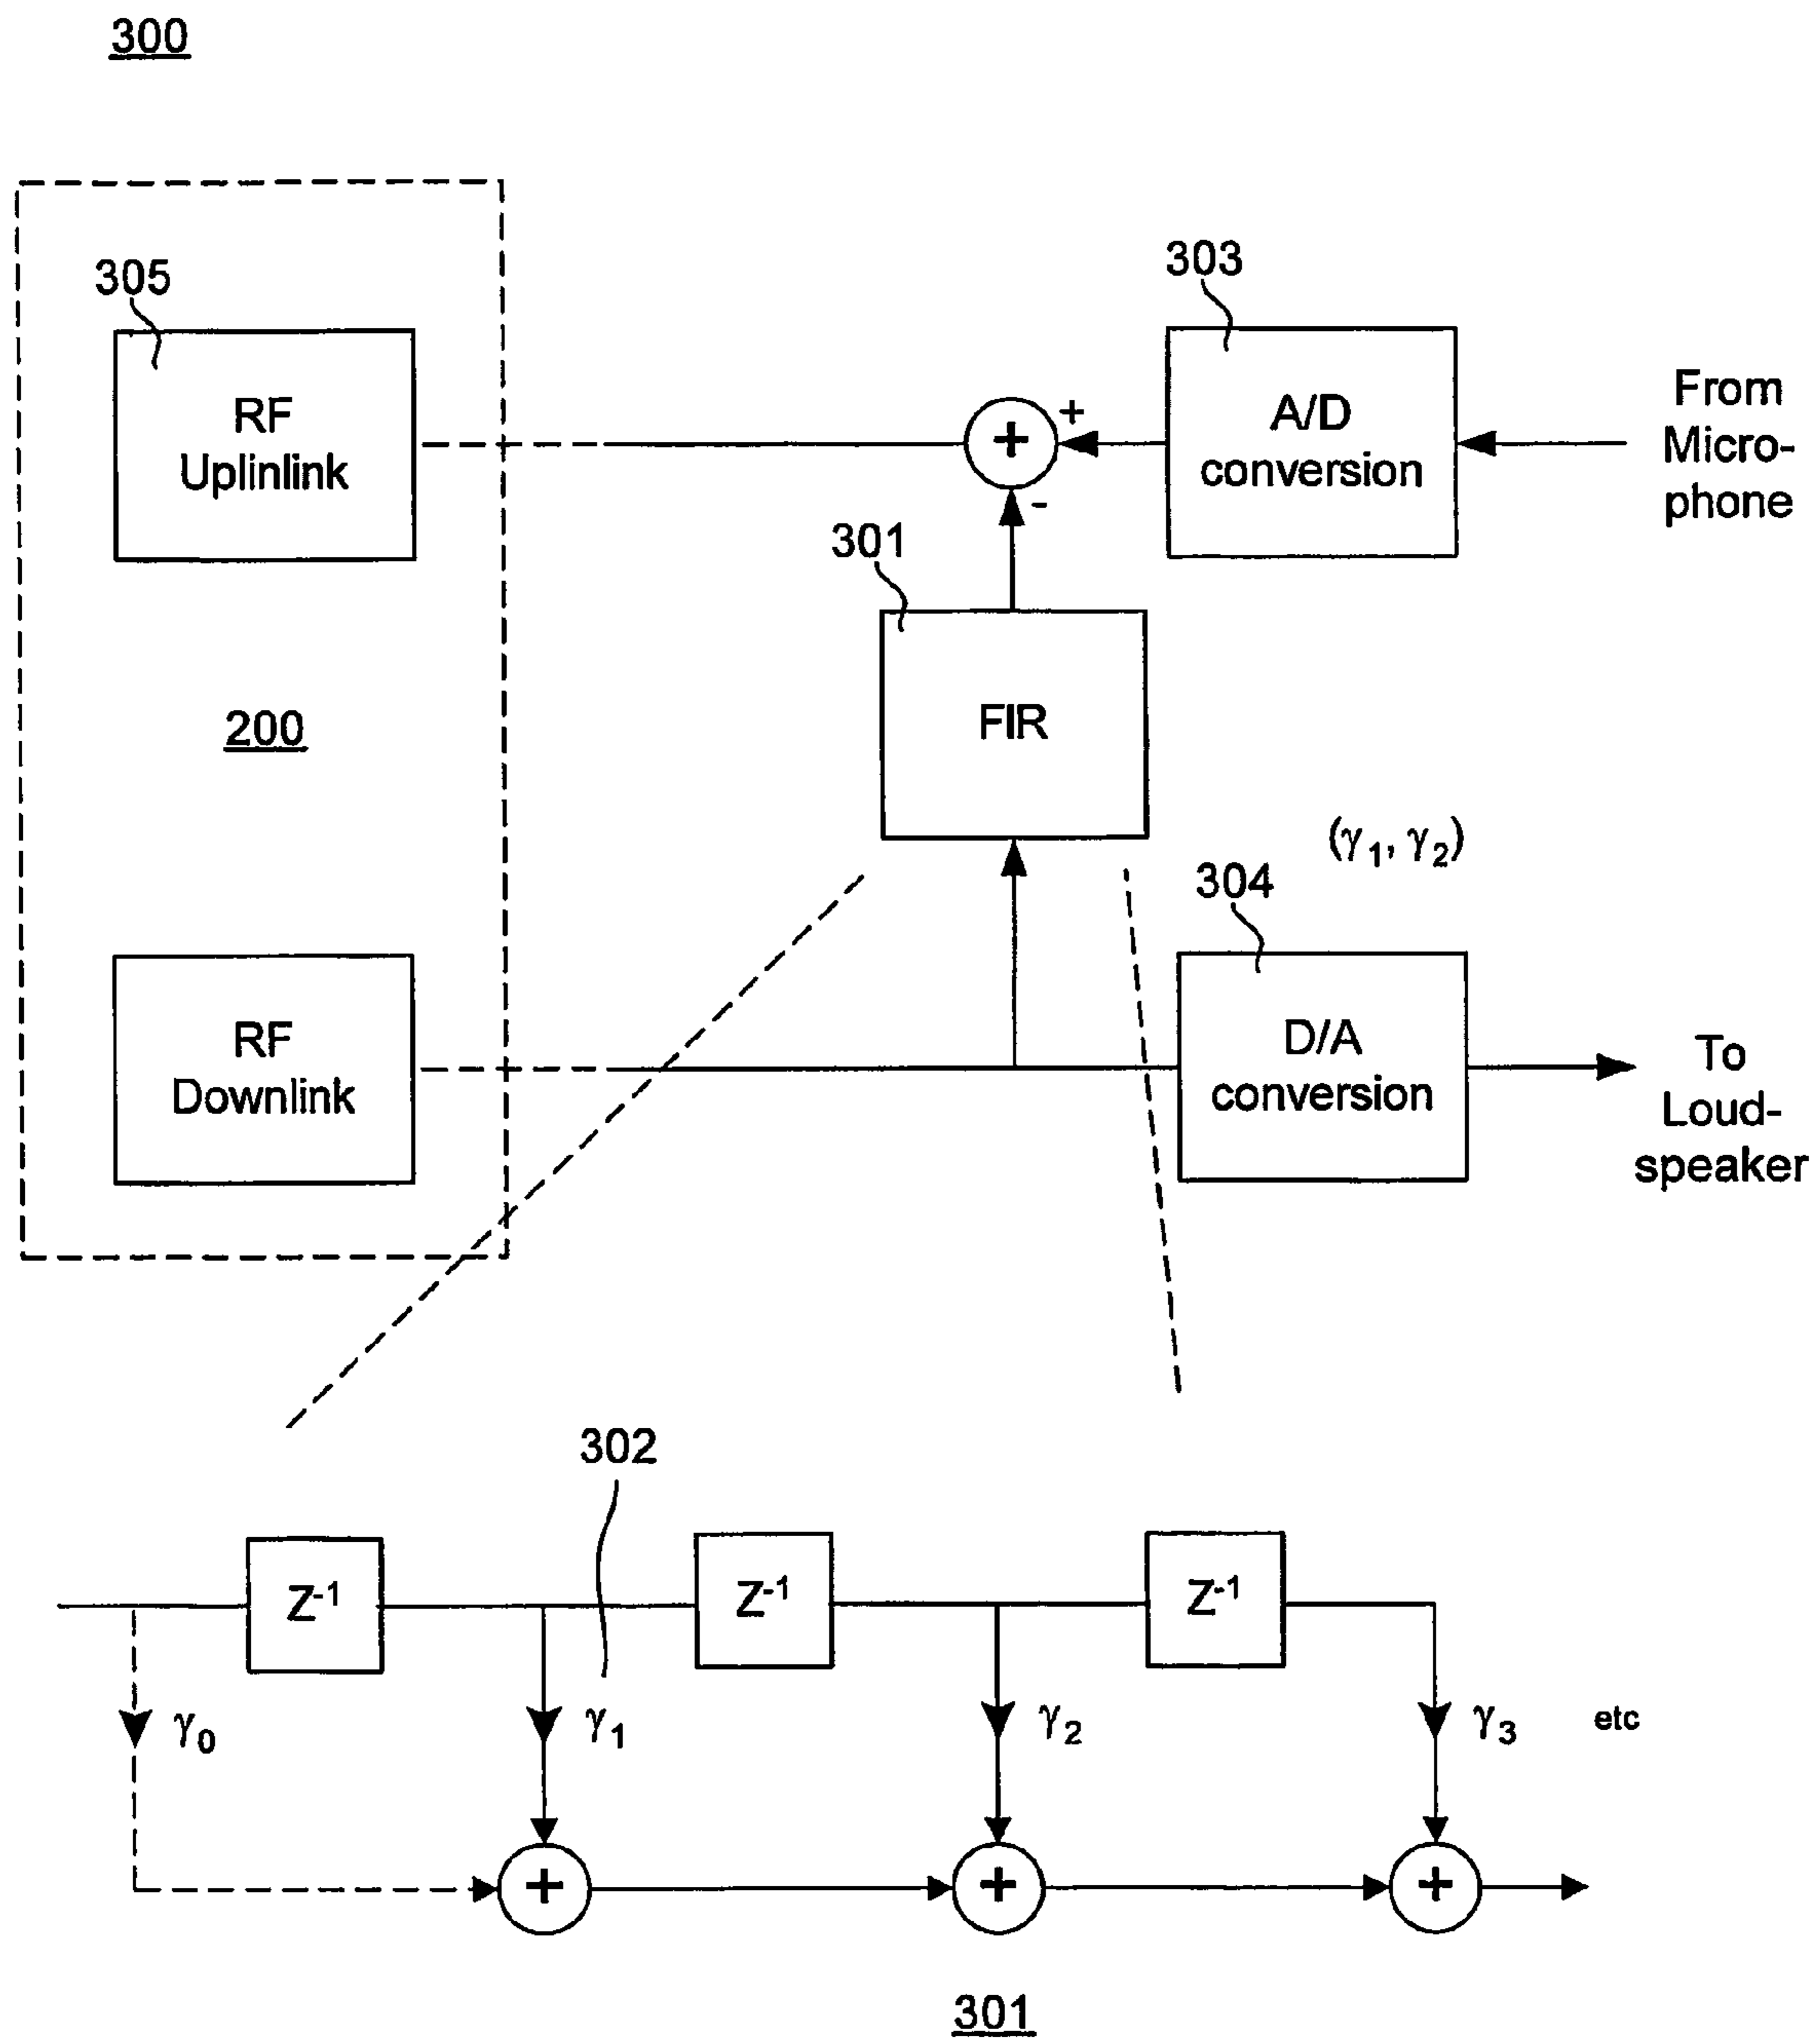 300
305
303
RF
Uplinlink
+
+
A/D
conversion
From
Micro-
phone
-
301
FIR
200
(γ1, γ2)
304
RF
Downlink
D/A
conversion
To
Loud-
speaker
302
Z-1
Z-1
Z-1
γ0
γ1
γ2
γ3
etc
+
+
+
301